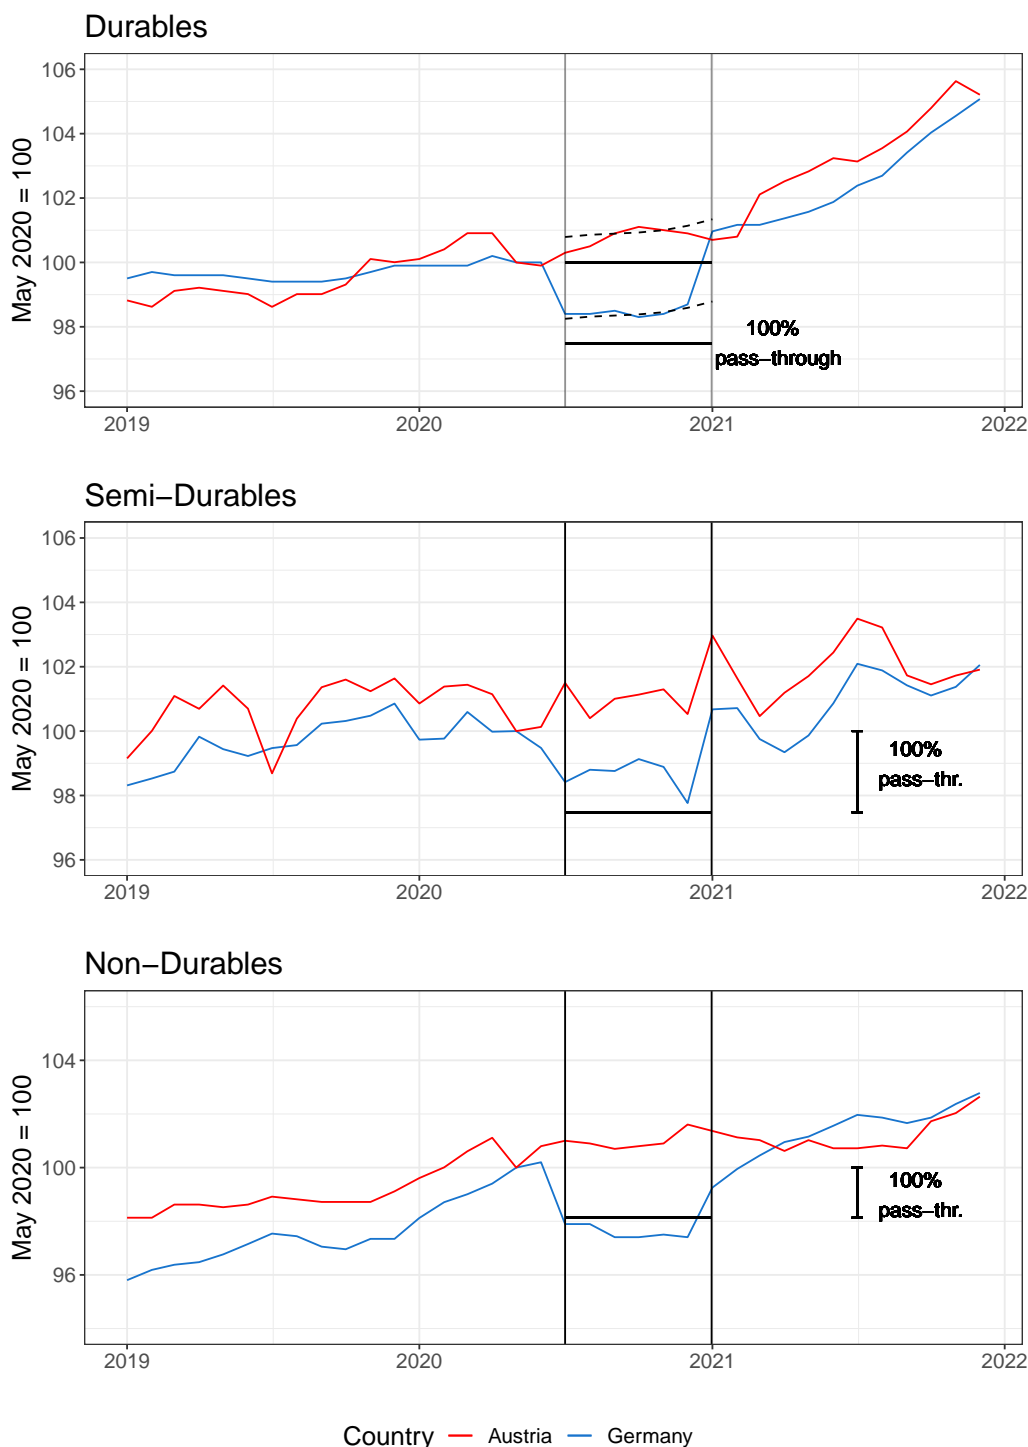 Durables
May 2020 = 100
106
104
102
100
98
96
100%
pass−through
2019 2020 2021 2022
Semi−Durables
May 2020 = 100
106
104
102
100
98
96
100%
pass−thr.
2019 2020 2021 2022
Non−Durables
May 2020 = 100
104
100
96
100%
pass−thr.
2019 2020 2021 2022
Country Austria Germany